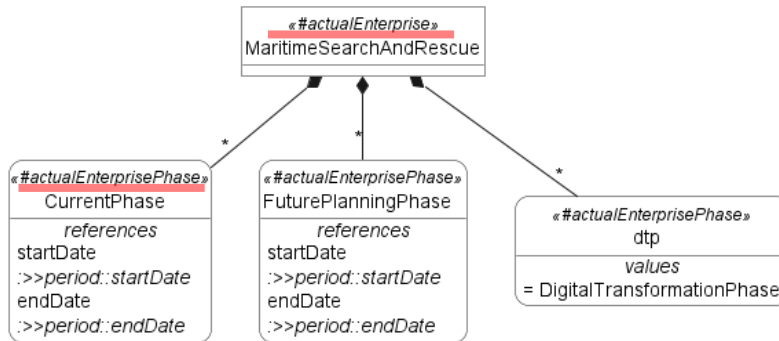 «#actualEnterprise»
MaritimeSearchAndRescue
*
*
*
«#actualEnterprisePhase»
CurrentPhase
references
startDate
:>>period::startDate
endDate
:>>period::endDate
«#actualEnterprisePhase»
FuturePlanningPhase
references
startDate
:>>period::startDate
endDate
:>>period::endDate
«#actualEnterprisePhase»
dtp
values
= DigitalTransformationPhase